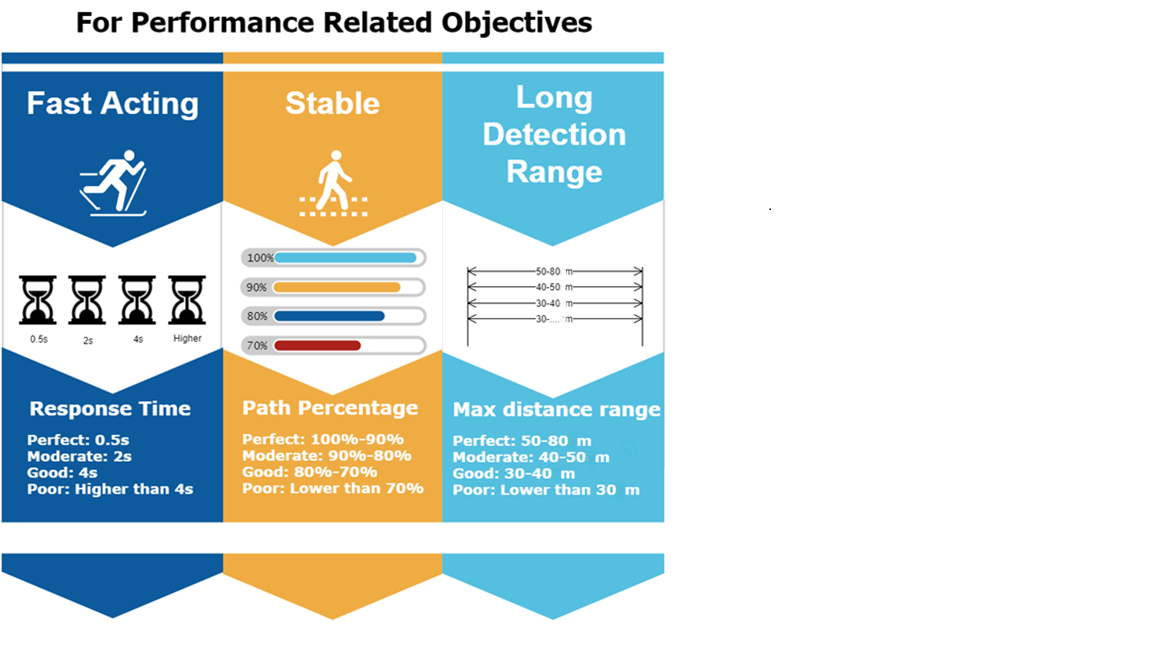 For Performance Related Objectives
Fast Acting
Stable
Long
Detection
Range
0.5s
2s
4s
Higher
100%
90%
80%
70%
50-80 m
40-50 m
30-40 m
30-.... m
Response Time
Perfect: 0.5s
Moderate: 2s
Good: 4s
Poor: Higher than 4s
Path Percentage
Perfect: 100%-90%
Moderate: 90%-80%
Good: 80%-70%
Poor: Lower than 70%
Max distance range
Perfect: 50-80 m
Moderate: 40-50 m
Good: 30-40 m
Poor: Lower than 30 m